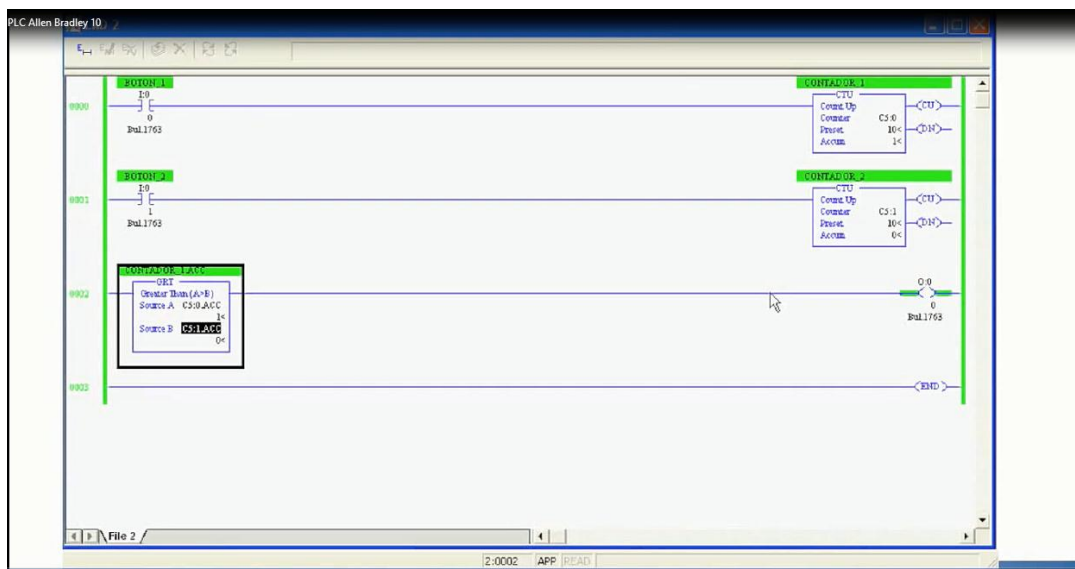 PLC Allen Bradley 10
BOTON_1
I:0
0
Bul.1763
0000
CONTADOR_1
CTU
Count Up
Counter C5:0
Preset 10<
Accum 1<
CU
DN
BOTON_2
I:0
1
Bul.1763
0001
CONTADOR_2
CTU
Count Up
Counter C5:1
Preset 10<
Accum 0<
CU
DN
CONTADOR_1.ACC
GRT
Greater Than (A>B)
Source A C5:0.ACC
1<
Source B C5:1.ACC
0<
0002
O:0
0
Bul.1763
0003
END
File 2
2:0002 APP READ